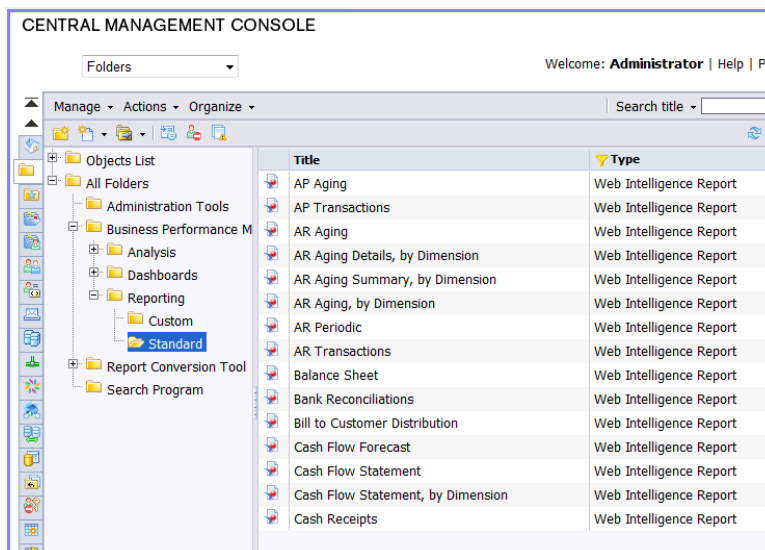 CENTRAL MANAGEMENT CONSOLE
Folders
Welcome: Administrator | Help | P
Manage Actions Organize
Search title
Objects List
All Folders
Administration Tools
Business Performance M
Analysis
Dashboards
Reporting
Custom
Standard
Report Conversion Tool
Search Program
Title Type
AP Aging Web Intelligence Report
AP Transactions Web Intelligence Report
AR Aging Web Intelligence Report
AR Aging Details, by Dimension Web Intelligence Report
AR Aging Summary, by Dimension Web Intelligence Report
AR Aging, by Dimension Web Intelligence Report
AR Periodic Web Intelligence Report
AR Transactions Web Intelligence Report
Balance Sheet Web Intelligence Report
Bank Reconciliations Web Intelligence Report
Bill to Customer Distribution Web Intelligence Report
Cash Flow Forecast Web Intelligence Report
Cash Flow Statement Web Intelligence Report
Cash Flow Statement, by Dimension Web Intelligence Report
Cash Receipts Web Intelligence Report